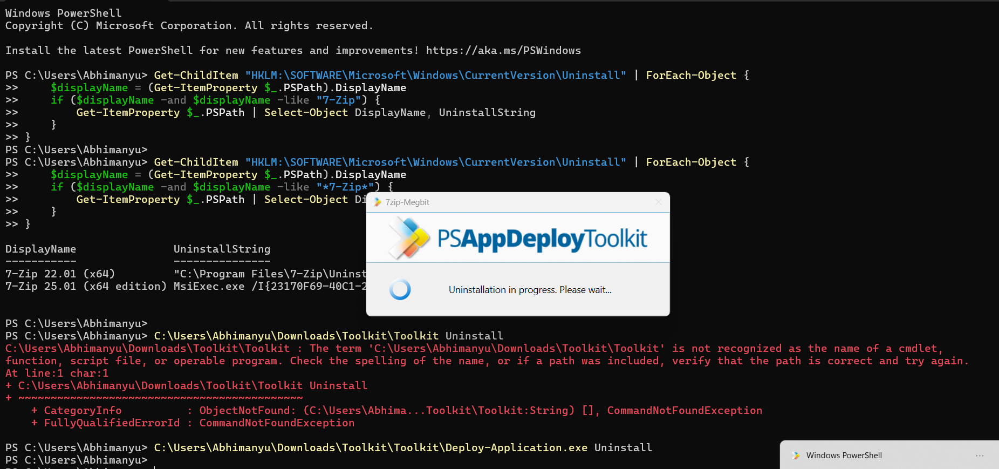 Windows PowerShell
Copyright (C) Microsoft Corporation. All rights reserved.
Install the latest PowerShell for new features and improvements! https://aka.ms/PSWindows
PS C:\Users\Abhimanyu> Get-ChildItem "HKLM:\SOFTWARE\Microsoft\Windows\CurrentVersion\Uninstall" | ForEach-Object {
>>     $displayName = (Get-ItemProperty $_.PSPath).DisplayName
>>     if ($displayName -and $displayName -like "7-Zip") {
>>         Get-ItemProperty $_.PSPath | Select-Object DisplayName, UninstallString
>>     }
>> }
PS C:\Users\Abhimanyu>
PS C:\Users\Abhimanyu> Get-ChildItem "HKLM:\SOFTWARE\Microsoft\Windows\CurrentVersion\Uninstall" | ForEach-Object {
>>     $displayName = (Get-ItemProperty $_.PSPath).DisplayName
>>     if ($displayName -and $displayName -like "*7-Zip*") {
>>         Get-ItemProperty $_.PSPath | Select-Object Di
>>     }
>> }
7zip-Megbit
PSAppDeployToolkit
Uninstallation in progress. Please wait...
DisplayName                UninstallString
-----------                ---------------
7-Zip 22.01 (x64)          "C:\Program Files\7-Zip\Uninst
7-Zip 25.01 (x64 edition) MsiExec.exe /I{23170F69-40C1-2
PS C:\Users\Abhimanyu>
PS C:\Users\Abhimanyu> C:\Users\Abhimanyu\Downloads\Toolkit\Toolkit Uninstall
C:\Users\Abhimanyu\Downloads\Toolkit\Toolkit : The term 'C:\Users\Abhimanyu\Downloads\Toolkit\Toolkit' is not recognized as the name of a cmdlet,
function, script file, or operable program. Check the spelling of the name, or if a path was included, verify that the path is correct and try again.
At line:1 char:1
+ C:\Users\Abhimanyu\Downloads\Toolkit\Toolkit Uninstall
+ ~~~~~~~~~~~~~~~~~~~~~~~~~~~~~~~~~~~~~~~~~~~~
    + CategoryInfo          : ObjectNotFound: (C:\Users\Abhima...Toolkit\Toolkit:String) [], CommandNotFoundException
    + FullyQualifiedErrorId : CommandNotFoundException
PS C:\Users\Abhimanyu> C:\Users\Abhimanyu\Downloads\Toolkit\Toolkit\Deploy-Application.exe Uninstall
PS C:\Users\Abhimanyu>
Windows PowerShell